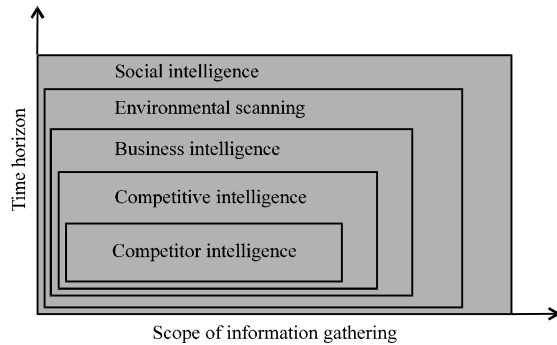 Social intelligence
Environmental scanning
Business intelligence
Competitive intelligence
Competitor intelligence
Time horizon
Scope of information gathering